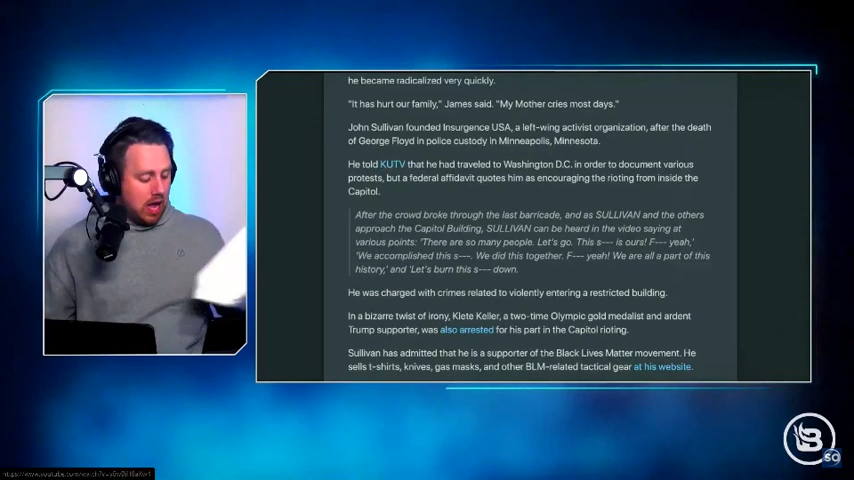 he became radicalized very quickly.
"It has hurt our family," James said. "My Mother cries most days."
John Sullivan founded Insurgence USA, a left-wing activist organization, after the death
of George Floyd in police custody in Minneapolis, Minnesota.
He told KUTV that he had traveled to Washington D.C. in order to document various
protests, but a federal affidavit quotes him as encouraging the rioting from inside the
Capitol.
After the crowd broke through the last barricade, and as SULLIVAN and the others
approach the Capitol Building, SULLIVAN can be heard in the video saying at
various points: 'There are so many people. Let's go. This s--- is ours! F--- yeah,'
'We accomplished this s---. We did this together. F--- yeah! We are all a part of this
history,' and 'Let's burn this s--- down.
He was charged with crimes related to violently entering a restricted building.
In a bizarre twist of irony, Klete Keller, a two-time Olympic gold medalist and ardent
Trump supporter, was also arrested for his part in the Capitol rioting.
Sullivan has admitted that he is a supporter of the Black Lives Matter movement. He
sells t-shirts, knives, gas masks, and other BLM-related tactical gear at his website.
B
SQ